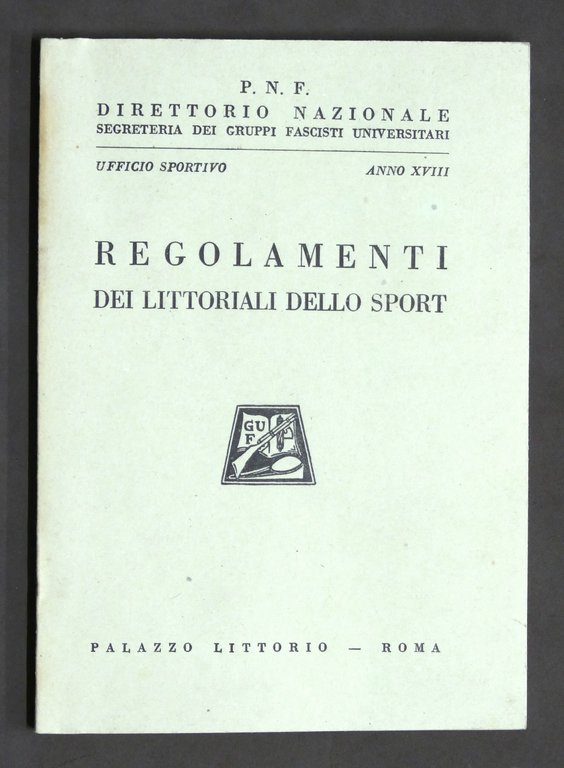 P. N. F.
DIRETTORIO NAZIONALE
SEGRETERIA DEI GRUPPI FASCISTI UNIVERSITARI
UFFICIO SPORTIVO ANNO XVIII
REGOLAMENTI
DEI LITTORIALI DELLO SPORT
GU
F
PALAZZO LITTORIO — ROMA